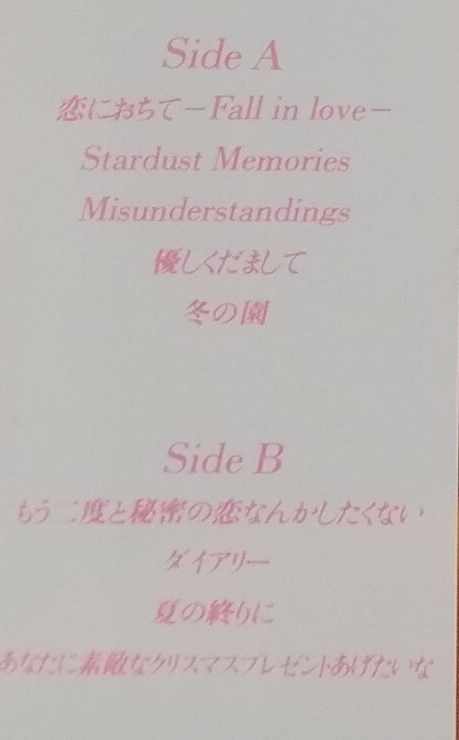 Side A
恋におちて－Fall in love－
Stardust Memories
Misunderstandings
優しくだまして
冬の園
Side B
もう二度と秘密の恋なんかしたくない
ダイアリー
夏の終りに
あなたに素敵なクリスマスプレゼントあげたいな